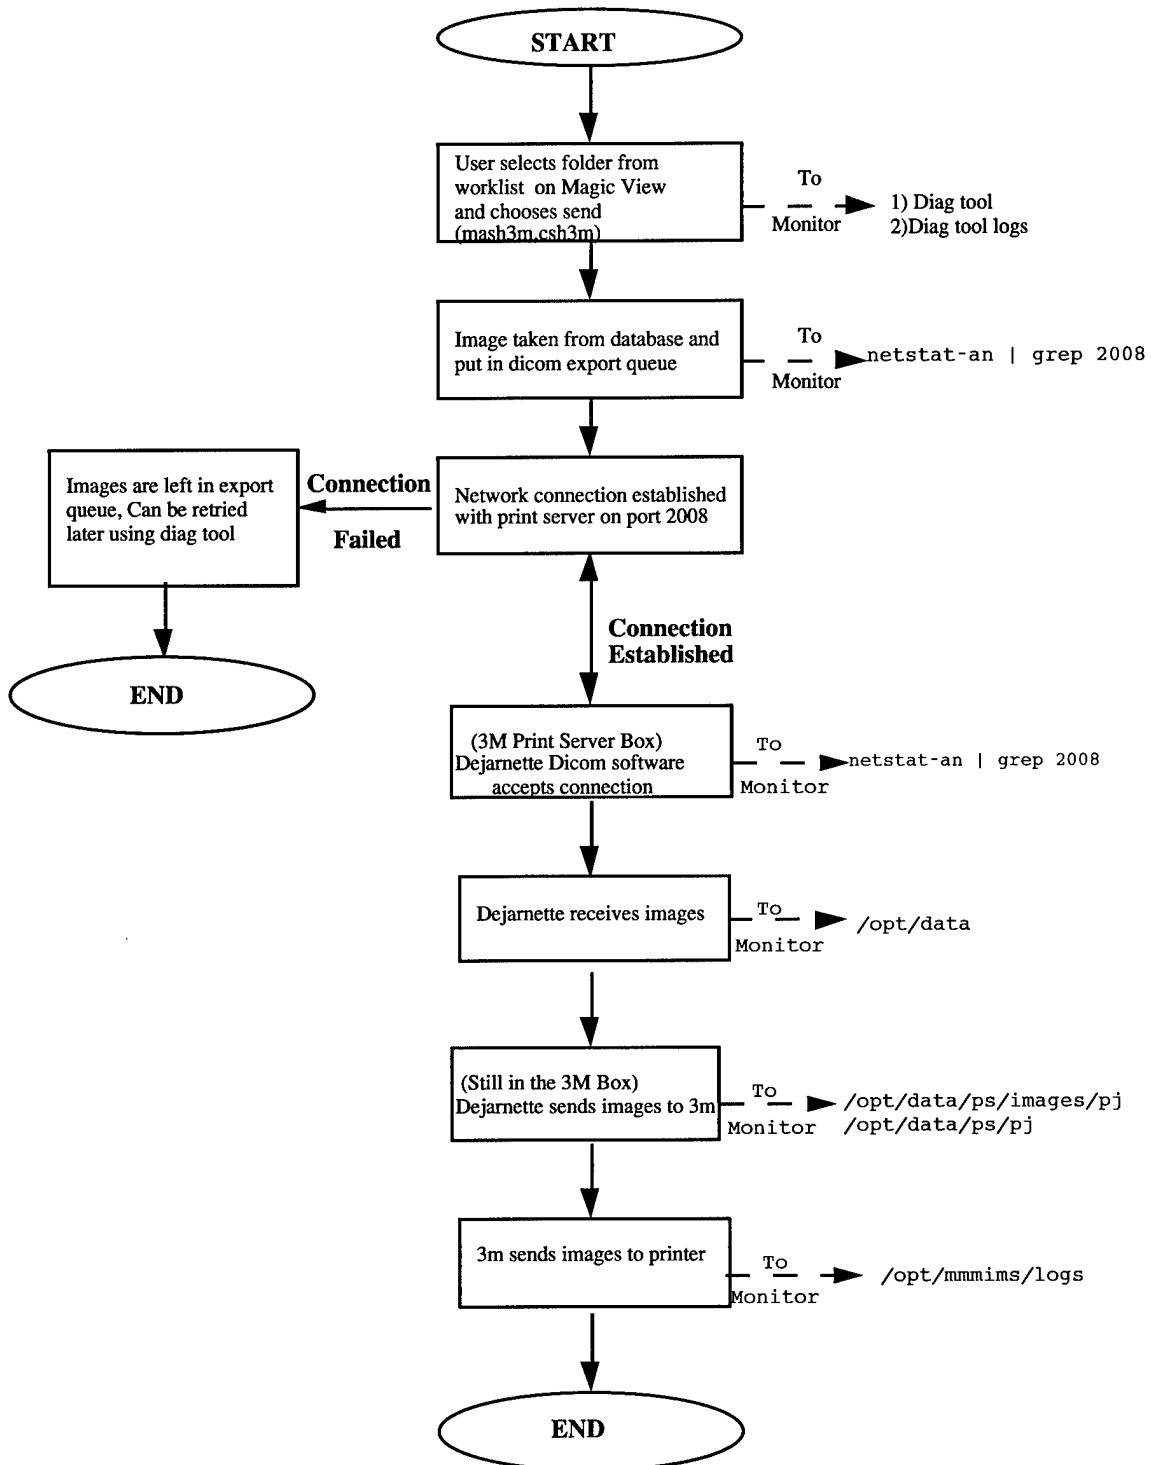 START
User selects folder from
worklist on Magic View
and chooses send
(mash3m,csh3m)
To
Monitor
1) Diag tool
2)Diag tool logs
Image taken from database and
put in dicom export queue
To
Monitor
netstat-an | grep 2008
Images are left in export
queue, Can be retried
later using diag tool
Connection
Failed
Network connection established
with print server on port 2008
Connection
Established
END
(3M Print Server Box)
Dejarnette Dicom software
accepts connection
To
Monitor
netstat-an | grep 2008
Dejarnette receives images
To
Monitor
/opt/data
(Still in the 3M Box)
Dejarnette sends images to 3m
To
Monitor
/opt/data/ps/images/pj
/opt/data/ps/pj
3m sends images to printer
To
Monitor
/opt/mmmims/logs
END